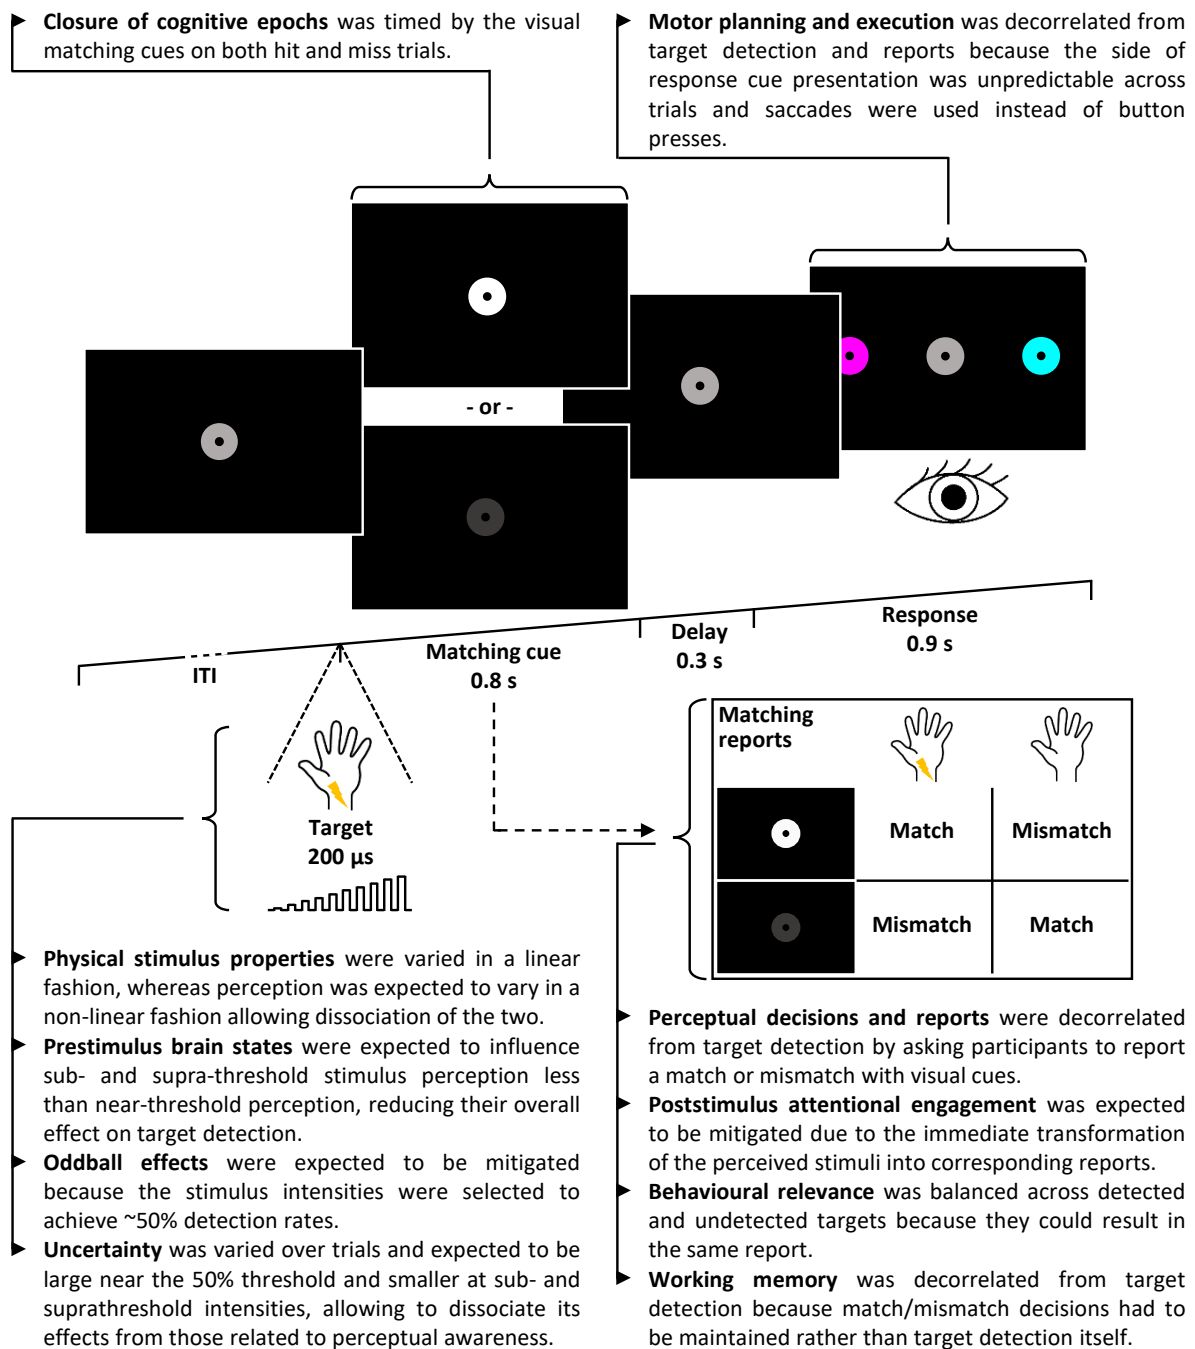 Closure of cognitive epochs was timed by the visual
matching cues on both hit and miss trials.
Motor planning and execution was decorrelated from
target detection and reports because the side of
response cue presentation was unpredictable across
trials and saccades were used instead of button
presses.
- or -
ITI
Matching cue
0.8 s
Delay
0.3 s
Response
0.9 s
Target
200 µs
Matching
reports
Match
Mismatch
Mismatch
Match
Physical stimulus properties were varied in a linear
fashion, whereas perception was expected to vary in a
non-linear fashion allowing dissociation of the two.
Prestimulus brain states were expected to influence
sub- and supra-threshold stimulus perception less
than near-threshold perception, reducing their overall
effect on target detection.
Oddball effects were expected to be mitigated
because the stimulus intensities were selected to
achieve ~50% detection rates.
Uncertainty was varied over trials and expected to be
large near the 50% threshold and smaller at sub- and
suprathreshold intensities, allowing to dissociate its
effects from those related to perceptual awareness.
Perceptual decisions and reports were decorrelated
from target detection by asking participants to report
a match or mismatch with visual cues.
Poststimulus attentional engagement was expected
to be mitigated due to the immediate transformation
of the perceived stimuli into corresponding reports.
Behavioural relevance was balanced across detected
and undetected targets because they could result in
the same report.
Working memory was decorrelated from target
detection because match/mismatch decisions had to
be maintained rather than target detection itself.